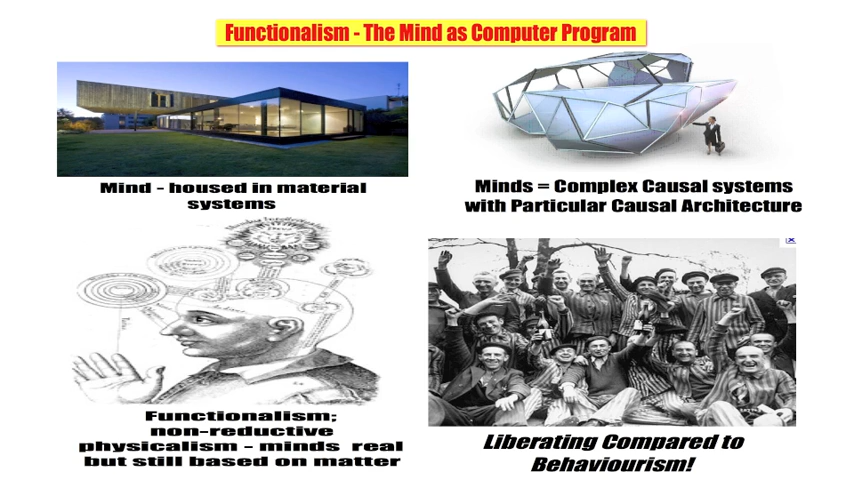 Functionalism - The Mind as Computer Program
Mind - housed in material
systems
Minds = Complex Causal systems
with Particular Causal Architecture
Functionalism;
non-reductive
physicalism - minds real
but still based on matter
Liberating Compared to
Behaviourism!